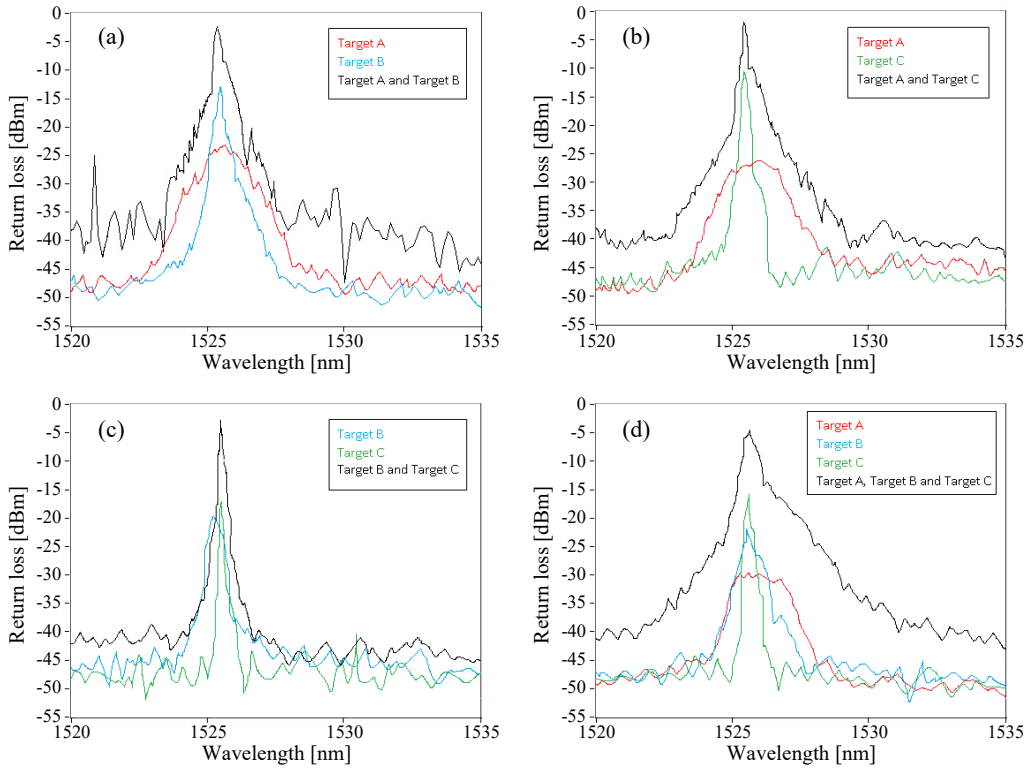 (a)
Target A
Target B
Target A and Target B
0
-5
-10
-15
-20
-25
-30
-35
-40
-45
-50
-55
Return loss [dBm]
1520
1525
1530
1535
Wavelength [nm]
(b)
Target A
Target C
Target A and Target C
0
-5
-10
-15
-20
-25
-30
-35
-40
-45
-50
-55
Return loss [dBm]
1520
1525
1530
1535
Wavelength [nm]
(c)
Target B
Target C
Target B and Target C
0
-5
-10
-15
-20
-25
-30
-35
-40
-45
-50
-55
Return loss [dBm]
1520
1525
1530
1535
Wavelength [nm]
(d)
Target A
Target B
Target C
Target A, Target B and Target C
0
-5
-10
-15
-20
-25
-30
-35
-40
-45
-50
-55
Return loss [dBm]
1520
1525
1530
1535
Wavelength [nm]